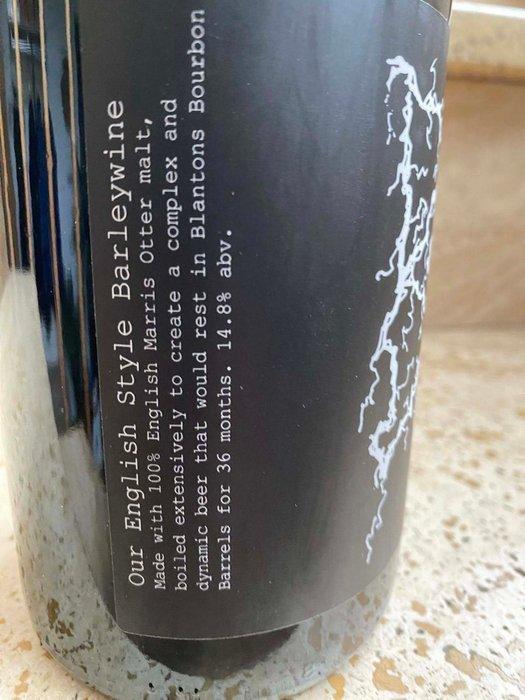 Our English Style Barleywine
Made with 100% English Marris Otter malt,
boiled extensively to create a complex and
dynamic beer that would rest in Blantons Bourbon
Barrels for 36 months. 14.8% abv.